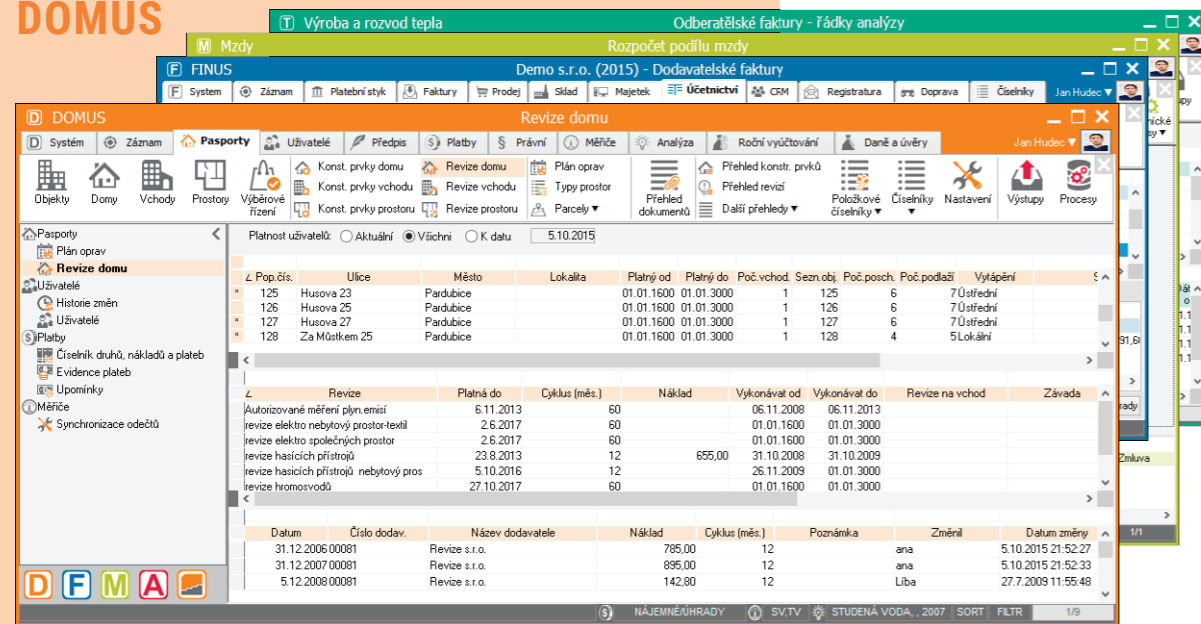 DOMUS
T Výroba a rozvod tepla Odberatělské faktury - řádky analýzy
M Mzdy Rozpočet podílu mzdy
F FINUS Demo s.r.o. (2015) - Dodavatelské faktury
F System Záznam Platební styk Faktury Prodej Sklad Majetek Účetnictví CRM Registratura Doprava Číselníky Jan Hudec ▼
D DOMUS Revize domu
D Systém Záznam Pasporty Uživatelé Předpis Platby § Právní Měřiče Analýza Roční vyúčtování Daně a úvěry Jan Hudec ▼
Objekty Domy Vchody Prostory Výběrové řízení
Konst. prvky domu Revize domu Plán oprav
Konst. prvky vchodu Revize vchodu Typy prostor
Konst. prvky prostoru Revize prostoru Parcely ▼
Přehled dokumentů
Přehled konstr. prvků
Přehled revizí
Další přehledy ▼
Položkové číselníky ▼ Číselníky ▼ Nastavení Výstupy Procesy
Pasporty
Plán oprav
Revize domu
Uživatelé
Historie změn
Uživatelé
Platby
Číselník druhů, nákladů a plateb
Evidence plateb
Upomínky
Měřiče
Synchronizace odečtů
Platnost uživatelů: Aktuální Všichni K datu 5.10.2015
∠ Pop.čís. Ulice Město Lokalita Platný od Platný do Poč.vchod. Sezn.obj. Poč.posch. Poč.podlaží Vytápění
* 125 Husova 23 Pardubice 01.01.1600 01.01.3000 1 125 6 7 Ústřední
126 Husova 25 Pardubice 01.01.1600 01.01.3000 1 126 6 7 Ústřední
* 127 Husova 27 Pardubice 01.01.1600 01.01.3000 1 127 6 7 Ústřední
* 128 Za Můstkem 25 Pardubice 01.01.1600 01.01.3000 1 128 4 5 Lokální
∠ Revize Platná do Cyklus (měs.) Náklad Vykonávat od Vykonávat do Revize na vchod Závada
Autorizované měření plyn.emisí 6.11.2013 60 06.11.2008 06.11.2013
revize elektro nebytový prostor-textil 2.6.2017 60 01.01.1600 01.01.3000
revize elektro společných prostor 2.6.2017 60 01.01.1600 01.01.3000
revize hasících přístrojů 23.8.2013 12 655,00 31.10.2008 31.10.2009
revize hasicích přístrojů nebytový pros 5.10.2016 12 26.11.2009 01.01.3000
revize hromosvodů 27.10.2017 60 01.01.1600 01.01.3000
Datum Číslo dodav. Název dodavatele Náklad Cyklus (měs.) Poznámka Změnil Datum změny
31.12.2006 00081 Revize s.r.o. 785,00 12 ana 5.10.2015 21:52:27
31.12.2007 00081 Revize s.r.o. 895,00 12 ana 5.10.2015 21:52:33
5.12.2008 00081 Revize s.r.o. 142,80 12 Líba 27.7.2009 11:55:48
D F M A
NÁJEMNÉ/ÚHRADY SV,TV STUDENÁ VODA, , 2007 SORT FILTR 1/9
Zmluva
1/1